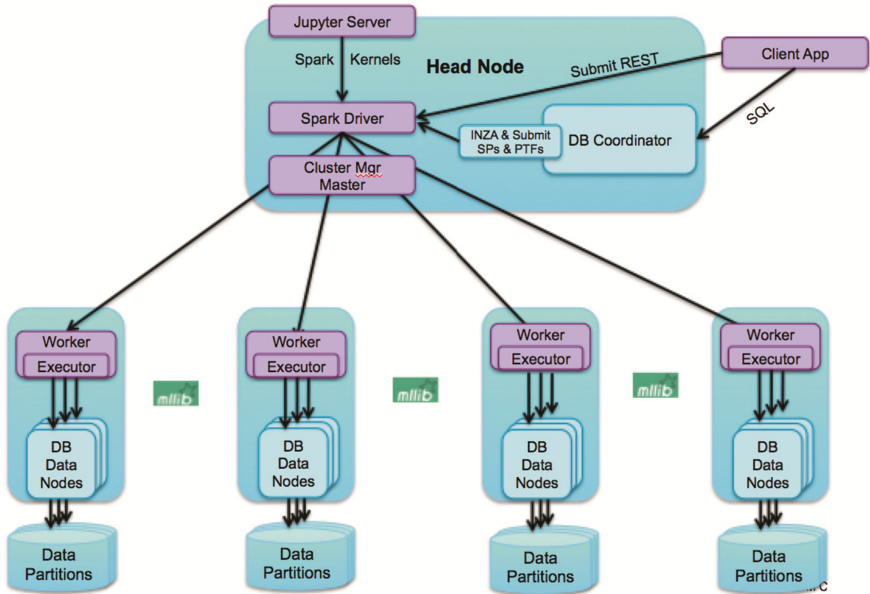 Jupyter Server
Spark Kernels
Head Node
Submit REST
Client App
Spark Driver
SQL
INZA & Submit
SPs & PTFs
DB Coordinator
Cluster Mgr
Master
Worker
Executor
Worker
Executor
Worker
Executor
Worker
Executor
mllib
mllib
mllib
DB
Data
Nodes
DB
Data
Nodes
DB
Data
Nodes
DB
Data
Nodes
Data
Partitions
Data
Partitions
Data
Partitions
Data
Partitions